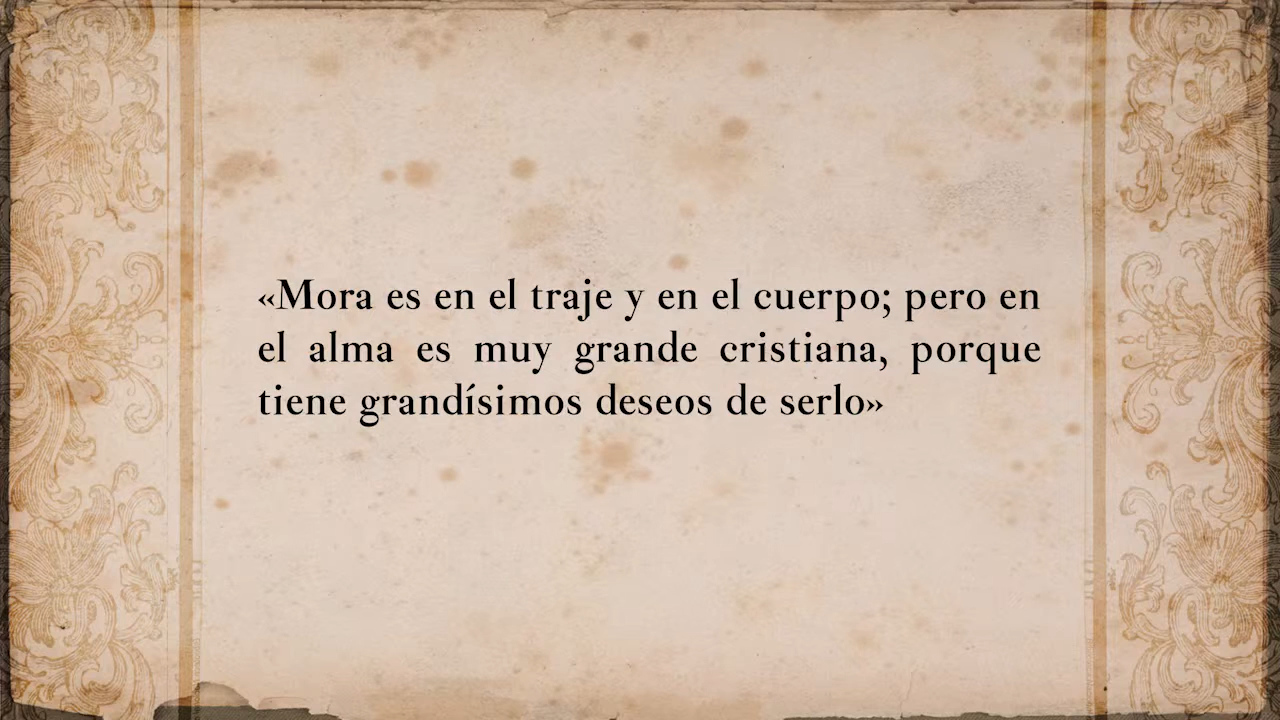 «Mora es en el traje y en el cuerpo; pero en
el alma es muy grande cristiana, porque
tiene grandísimos deseos de serlo»